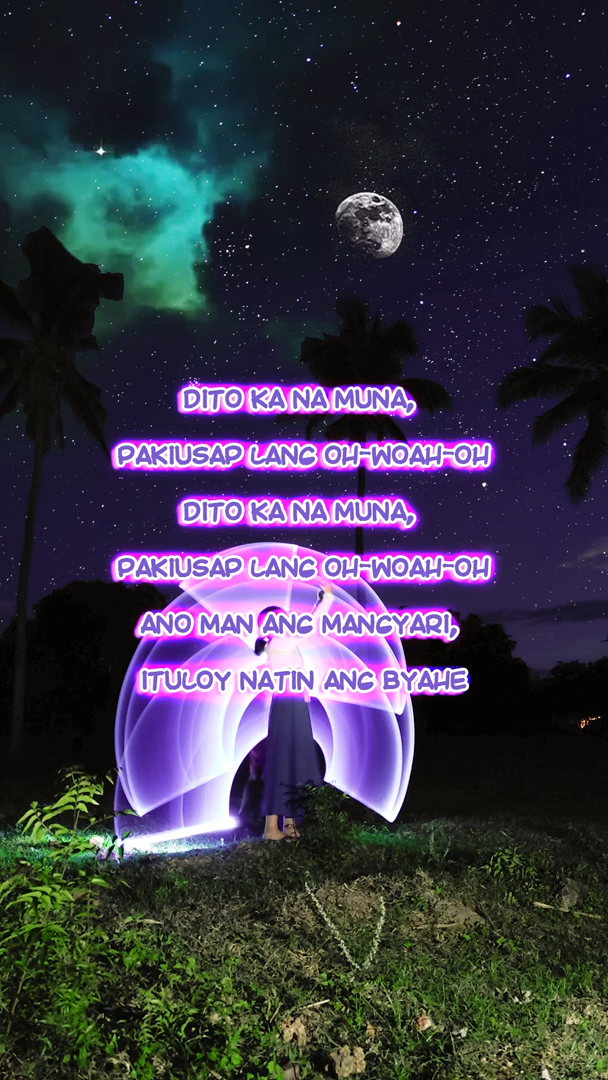 DITO KA NA MUNA,
PAKIUSAP LANG OH-WOAH-OH
DITO KA NA MUNA,
PAKIUSAP LANG OH-WOAH-OH
ANO MAN ANG MANGYARI,
ITULOY NATIN ANG BYAHE